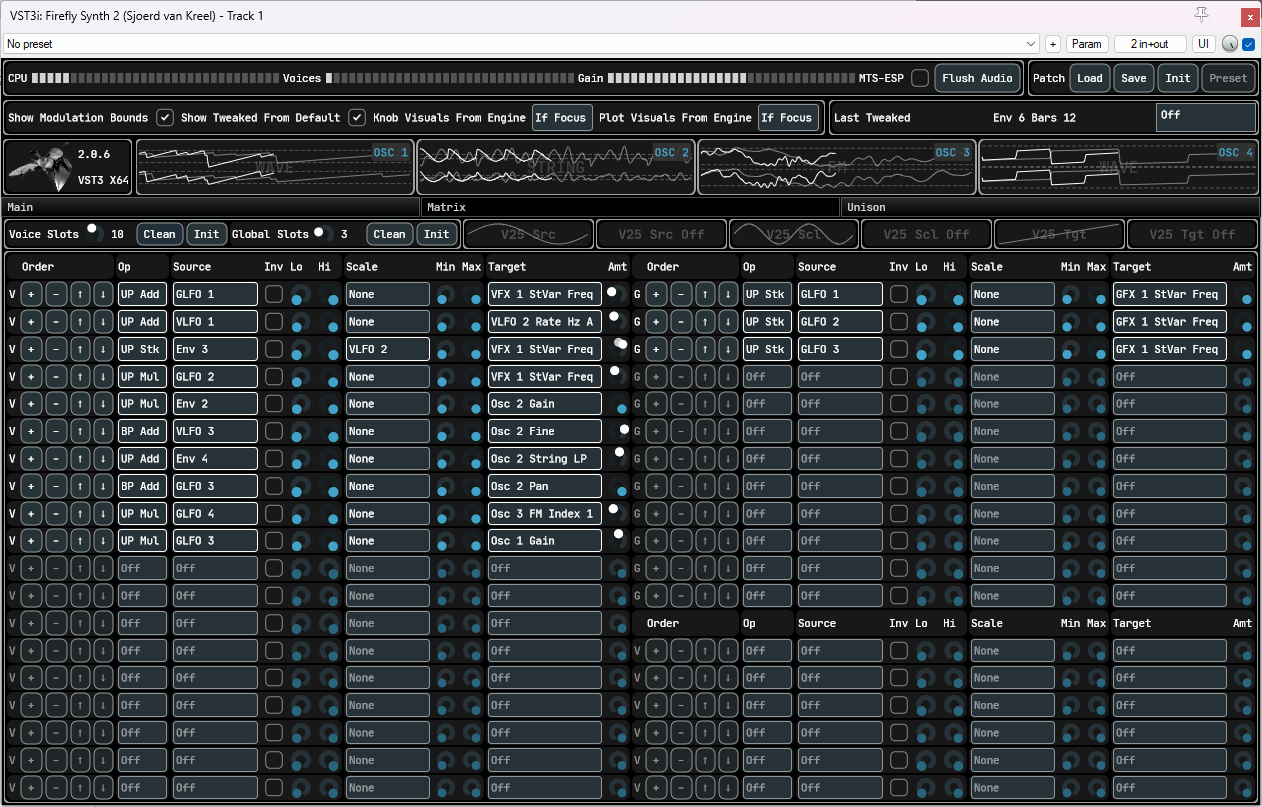 VST3i: Firefly Synth 2 (Sjoerd van Kreel) - Track 1 x
No preset + Param 2 in+out UI
CPU Voices Gain MTS-ESP Flush Audio Patch Load Save Init Preset
Show Modulation Bounds Show Tweaked From Default Knob Visuals From Engine If Focus Plot Visuals From Engine If Focus Last Tweaked Env 6 Bars 12 Off
2.0.6 WAVE OSC 1 STRING OSC 2 FM OSC 3 WAVE OSC 4
VST3 X64
Main Matrix Unison
Voice Slots 10 Clean Init Global Slots 3 Clean Init V25 Src V25 Src Off V25 Scl V25 Scl Off V25 Tgt V25 Tgt Off
Order Op Source Inv Lo Hi Scale Min Max Target Amt Order Op Source Inv Lo Hi Scale Min Max Target Amt
V + - ↑ ↓ UP Add GLFO 1 None VFX 1 StVar Freq G + - ↑ ↓ UP Stk GLFO 1 None GFX 1 StVar Freq
V + - ↑ ↓ UP Add VLFO 1 None VLFO 2 Rate Hz A G + - ↑ ↓ UP Stk GLFO 2 None GFX 1 StVar Freq
V + - ↑ ↓ UP Stk Env 3 VLFO 2 VFX 1 StVar Freq G + - ↑ ↓ UP Stk GLFO 3 None GFX 1 StVar Freq
V + - ↑ ↓ UP Mul GLFO 2 None VFX 1 StVar Freq G + - ↑ ↓ Off Off None Off
V + - ↑ ↓ UP Mul Env 2 None Osc 2 Gain G + - ↑ ↓ Off Off None Off
V + - ↑ ↓ BP Add VLFO 3 None Osc 2 Fine G + - ↑ ↓ Off Off None Off
V + - ↑ ↓ UP Add Env 4 None Osc 2 String LP G + - ↑ ↓ Off Off None Off
V + - ↑ ↓ BP Add GLFO 3 None Osc 2 Pan G + - ↑ ↓ Off Off None Off
V + - ↑ ↓ UP Mul GLFO 4 None Osc 3 FM Index 1 G + - ↑ ↓ Off Off None Off
V + - ↑ ↓ UP Mul GLFO 3 None Osc 1 Gain G + - ↑ ↓ Off Off None Off
V + - ↑ ↓ Off Off None Off G + - ↑ ↓ Off Off None Off
V + - ↑ ↓ Off Off None Off G + - ↑ ↓ Off Off None Off
V + - ↑ ↓ Off Off None Off Order Op Source Inv Lo Hi Scale Min Max Target Amt
V + - ↑ ↓ Off Off None Off V + - ↑ ↓ Off Off None Off
V + - ↑ ↓ Off Off None Off V + - ↑ ↓ Off Off None Off
V + - ↑ ↓ Off Off None Off V + - ↑ ↓ Off Off None Off
V + - ↑ ↓ Off Off None Off V + - ↑ ↓ Off Off None Off
V + - ↑ ↓ Off Off None Off V + - ↑ ↓ Off Off None Off
V + - ↑ ↓ Off Off None Off V + - ↑ ↓ Off Off None Off